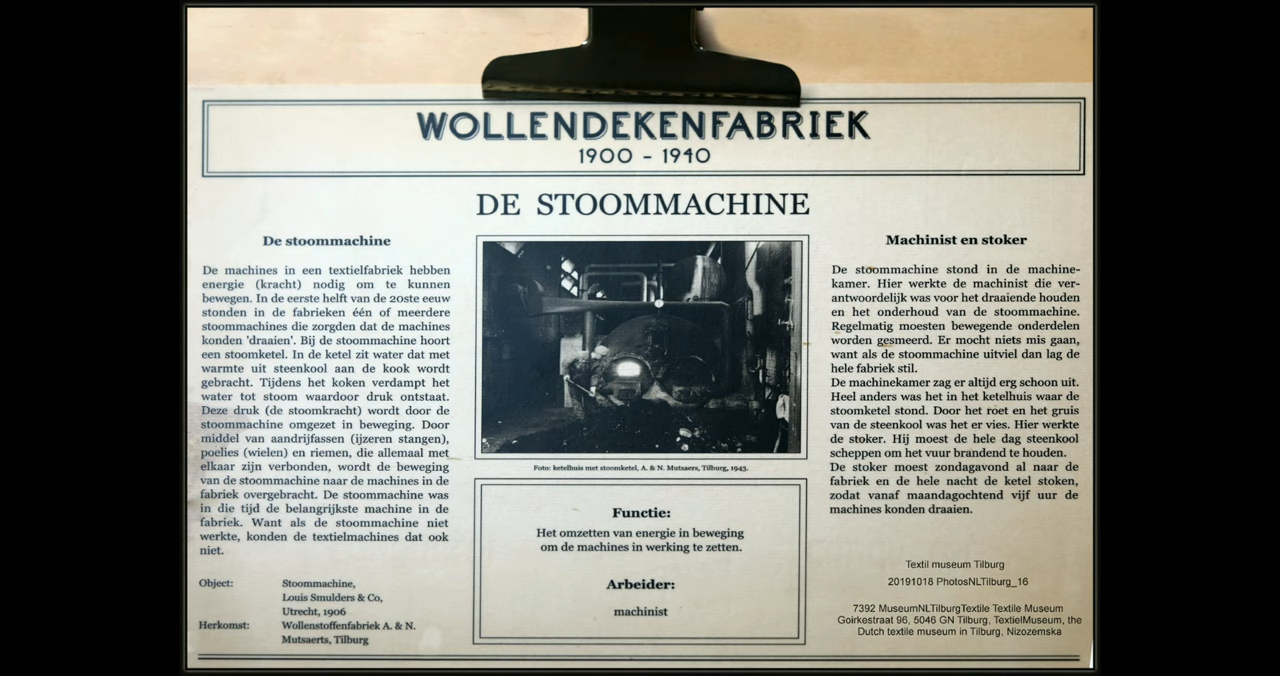 WOLLENDEKENFABRIEK
1900 - 1940
DE STOOMMACHINE
De stoommachine
De machines in een textielfabriek hebben
energie (kracht) nodig om te kunnen
bewegen. In de eerste helft van de 20ste eeuw
stonden in de fabrieken één of meerdere
stoommachines die zorgden dat de machines
konden 'draaien'. Bij de stoommachine hoort
een stoomketel. In de ketel zit water dat met
warmte uit steenkool aan de kook wordt
gebracht. Tijdens het koken verdampt het
water tot stoom waardoor druk ontstaat.
Deze druk (de stoomkracht) wordt door de
stoommachine omgezet in beweging. Door
middel van aandrijfassen (ijzeren stangen),
poelies (wielen) en riemen, die allemaal met
elkaar zijn verbonden, wordt de beweging
van de stoommachine naar de machines in de
fabriek overgebracht. De stoommachine was
in die tijd de belangrijkste machine in de
fabriek. Want als de stoommachine niet
werkte, konden de textielmachines dat ook
niet.
Object: Stoommachine,
Louis Smulders & Co,
Utrecht, 1906
Herkomst: Wollenstoffenfabriek A. & N.
Mutsaerts, Tilburg
Foto: ketelhuis met stoomketel, A. & N. Mutsaers, Tilburg, 1943.
Functie:
Het omzetten van energie in beweging
om de machines in werking te zetten.
Arbeider:
machinist
Machinist en stoker
De stoommachine stond in de machine-
kamer. Hier werkte de machinist die ver-
antwoordelijk was voor het draaiende houden
en het onderhoud van de stoommachine.
Regelmatig moesten bewegende onderdelen
worden gesmeerd. Er mocht niets mis gaan,
want als de stoommachine uitviel dan lag de
hele fabriek stil.
De machinekamer zag er altijd erg schoon uit.
Heel anders was het in het ketelhuis waar de
stoomketel stond. Door het roet en het gruis
van de steenkool was het er vies. Hier werkte
de stoker. Hij moest de hele dag steenkool
scheppen om het vuur brandend te houden.
De stoker moest zondagavond al naar de
fabriek en de hele nacht de ketel stoken,
zodat vanaf maandagochtend vijf uur de
machines konden draaien.
Textil museum Tilburg
20191018 PhotosNLTilburg_16
7392 MuseumNLTilburgTextile Textile Museum
Goirkestraat 96, 5046 GN Tilburg, TextielMuseum, the
Dutch textile museum in Tilburg, Nizozemska